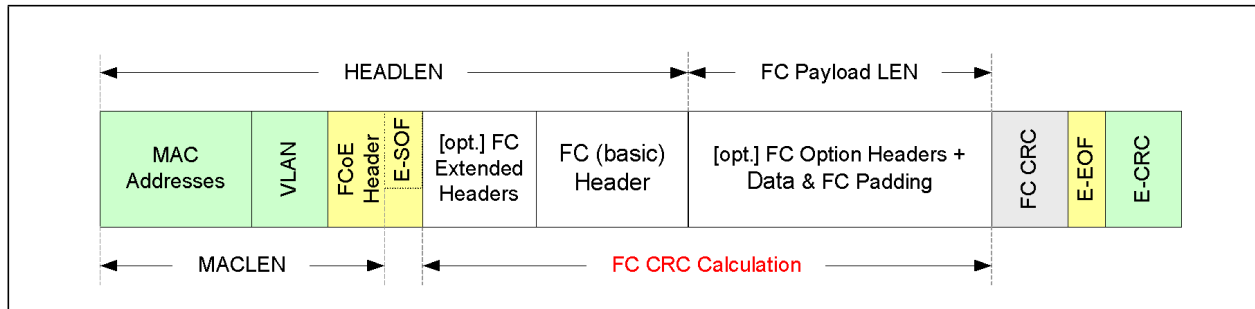 HEADLEN
FC Payload LEN
MAC
Addresses
VLAN
FCoE
Header
E-SOF
[opt.] FC
Extended
Headers
FC (basic)
Header
[opt.] FC Option Headers +
Data & FC Padding
FC CRC
E-EOF
E-CRC
MACLEN
FC CRC Calculation